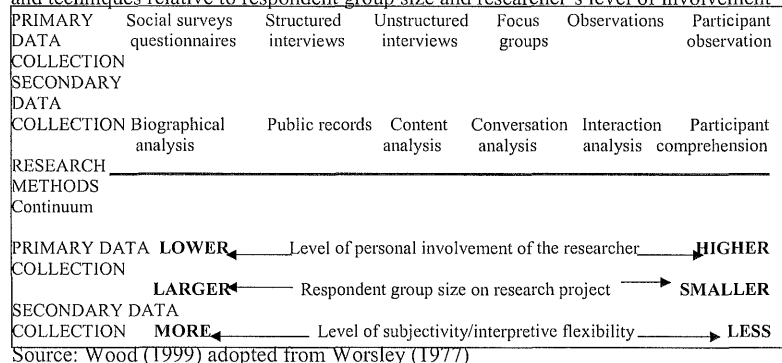 and techniques relative to respondent group size and researcher's level of involvement
PRIMARY Social surveys Structured Unstructured Focus Observations Participant
DATA questionnaires interviews interviews groups observation
COLLECTION
SECONDARY
DATA
COLLECTION Biographical Public records Content Conversation Interaction Participant
analysis analysis analysis analysis comprehension
RESEARCH
METHODS
Continuum
PRIMARY DATA LOWER Level of personal involvement of the researcher HIGHER
COLLECTION
LARGER Respondent group size on research project SMALLER
SECONDARY DATA
COLLECTION MORE Level of subjectivity/interpretive flexibility LESS
Source: Wood (1999) adopted from Worsley (1977)